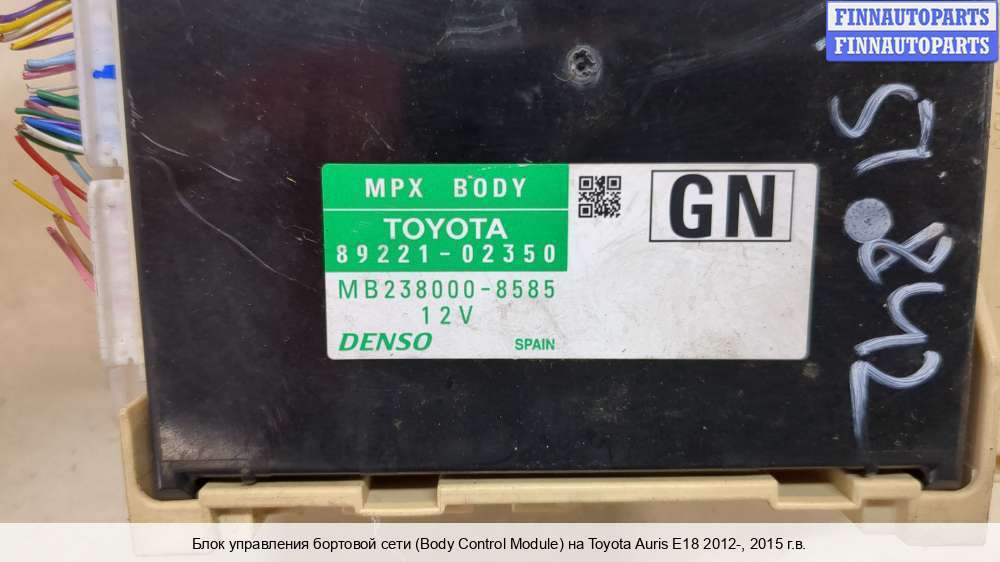 FINNAUTOPARTS
FINNAUTOPARTS
MPX BODY
GN
TOYOTA
89221-02350
MB238000-8585
12V
DENSO
SPAIN
Блок управления бортовой сети (Body Control Module) на Toyota Auris E18 2012-, 2015 г.в.